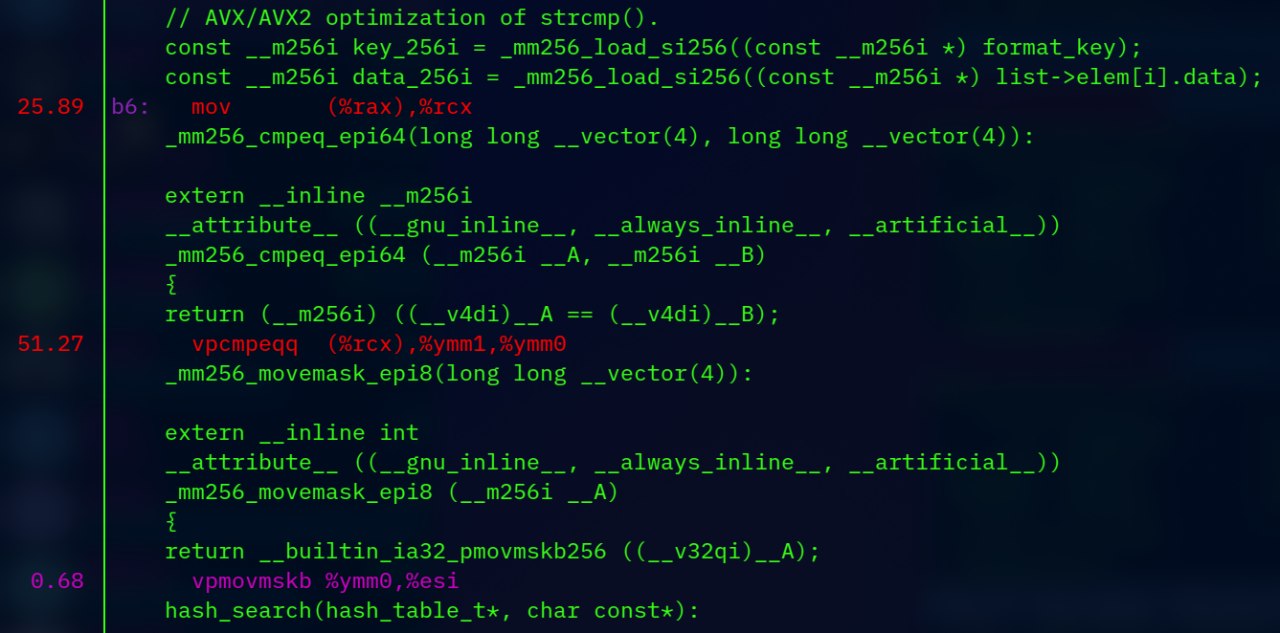 // AVX/AVX2 optimization of strcmp().
const __m256i key_256i = _mm256_load_si256((const __m256i *) format_key);
const __m256i data_256i = _mm256_load_si256((const __m256i *) list->elem[i].data);
25.89 b6: mov (%rax),%rcx
_mm256_cmpeq_epi64(long long __vector(4), long long __vector(4)):
extern __inline __m256i
__attribute__ ((__gnu_inline__, __always_inline__, __artificial__))
_mm256_cmpeq_epi64 (__m256i __A, __m256i __B)
{
return (__m256i) ((__v4di)__A == (__v4di)__B);
51.27 vpcmpeqq (%rcx),%ymm1,%ymm0
_mm256_movemask_epi8(long long __vector(4)):
extern __inline int
__attribute__ ((__gnu_inline__, __always_inline__, __artificial__))
_mm256_movemask_epi8 (__m256i __A)
{
return __builtin_ia32_pmovmskb256 ((__v32qi)__A);
0.68 vpmovmskb %ymm0,%esi
hash_search(hash_table_t*, char const*):